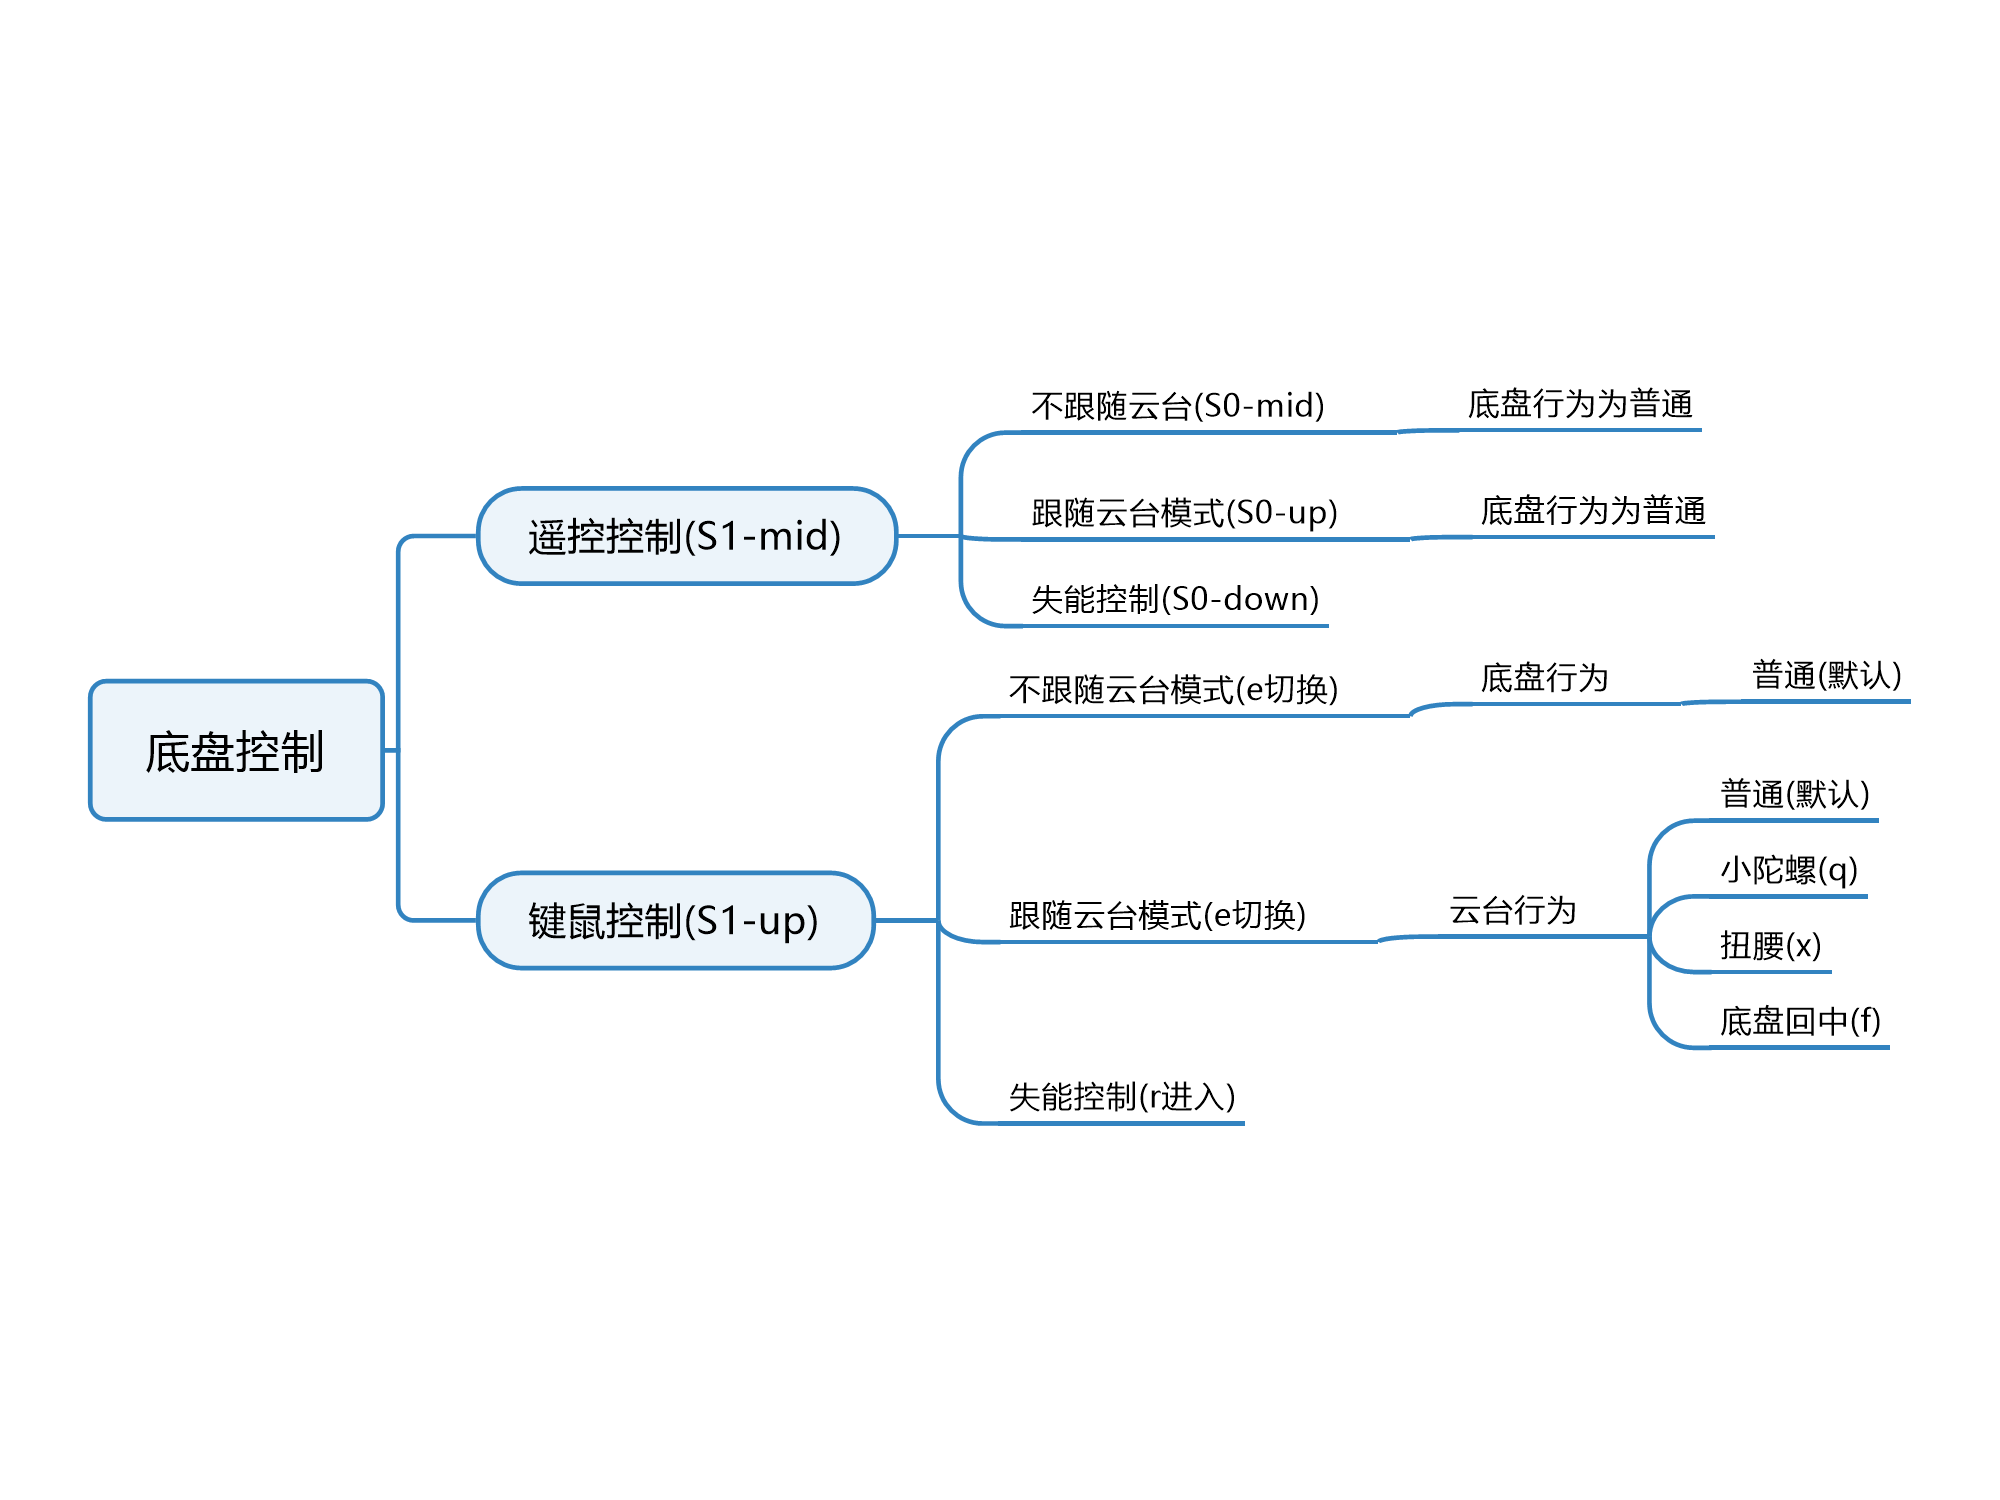 底盘控制
遥控控制(S1-mid)
不跟随云台(S0-mid)
底盘行为为普通
跟随云台模式(S0-up)
底盘行为为普通
失能控制(S0-down)
键鼠控制(S1-up)
不跟随云台模式(e切换)
底盘行为
普通(默认)
跟随云台模式(e切换)
云台行为
普通(默认)
小陀螺(q)
扭腰(x)
底盘回中(f)
失能控制(r进入)